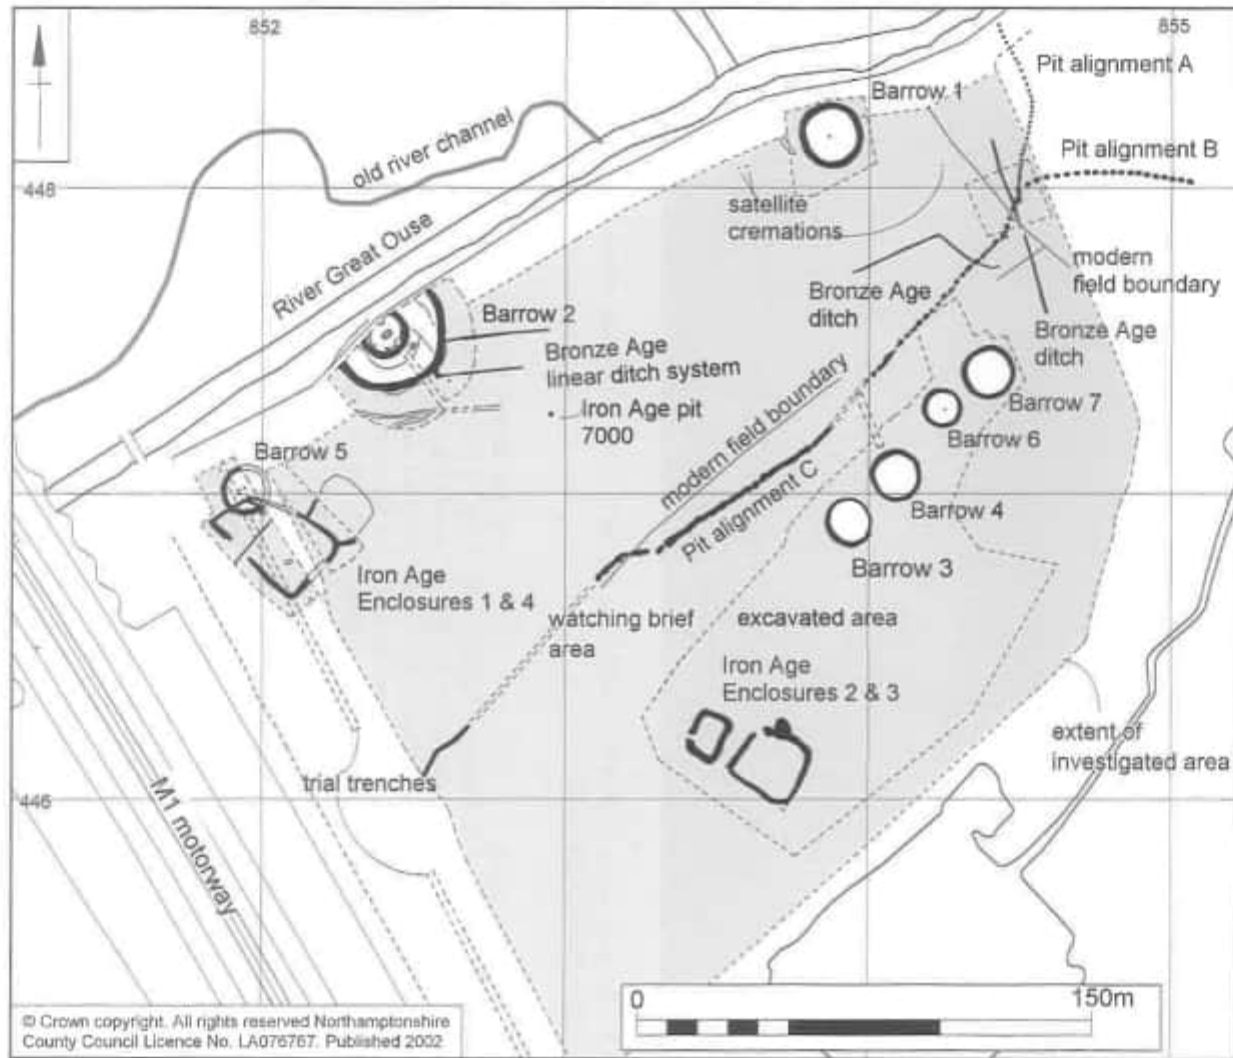 852
855
Pit alignment A
Barrow 1
Pit alignment B
old river channel
448
satellite
cremations
River Great Ouse
modern
field boundary
Bronze Age
ditch
Barrow 2
Bronze Age
ditch
Bronze Age
linear ditch system
modern field boundary
Barrow 7
Iron Age pit
7000
Barrow 6
Barrow 5
Pit alignment C
Barrow 4
Barrow 3
Iron Age
Enclosures 1 & 4
watching brief
area
excavated area
Iron Age
Enclosures 2 & 3
extent of
investigated area
trial trenches
446
M1 motorway
0
150m
© Crown copyright. All rights reserved Northamptonshire
County Council Licence No. LA076767. Published 2002